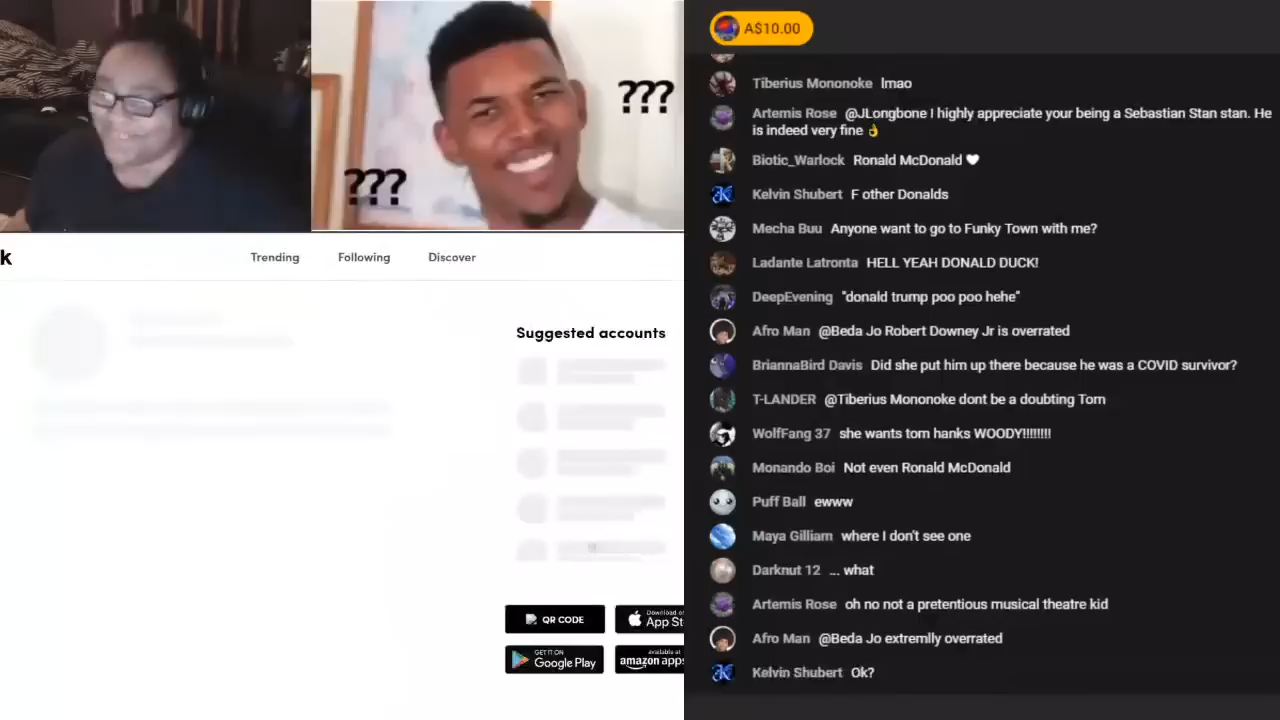 ???
???
k
Trending Following Discover
Suggested accounts
QR CODE
Download on
App St
GET IT ON
Google Play
available at
amazon apps
A$10.00
Tiberius Mononoke lmao
Artemis Rose @JLongbone I highly appreciate your being a Sebastian Stan stan. He
is indeed very fine 👌
Biotic_Warlock Ronald McDonald 🤍
Kelvin Shubert F other Donalds
Mecha Buu Anyone want to go to Funky Town with me?
Ladante Latronta HELL YEAH DONALD DUCK!
DeepEvening "donald trump poo poo hehe"
Afro Man @Beda Jo Robert Downey Jr is overrated
BriannaBird Davis Did she put him up there because he was a COVID survivor?
T-LANDER @Tiberius Mononoke dont be a doubting Tom
WolfFang 37 she wants tom hanks WOODY!!!!!!!!
Monando Boi Not even Ronald McDonald
Puff Ball ewww
Maya Gilliam where I don't see one
Darknut 12 ... what
Artemis Rose oh no not a pretentious musical theatre kid
Afro Man @Beda Jo extremlly overrated
Kelvin Shubert Ok?